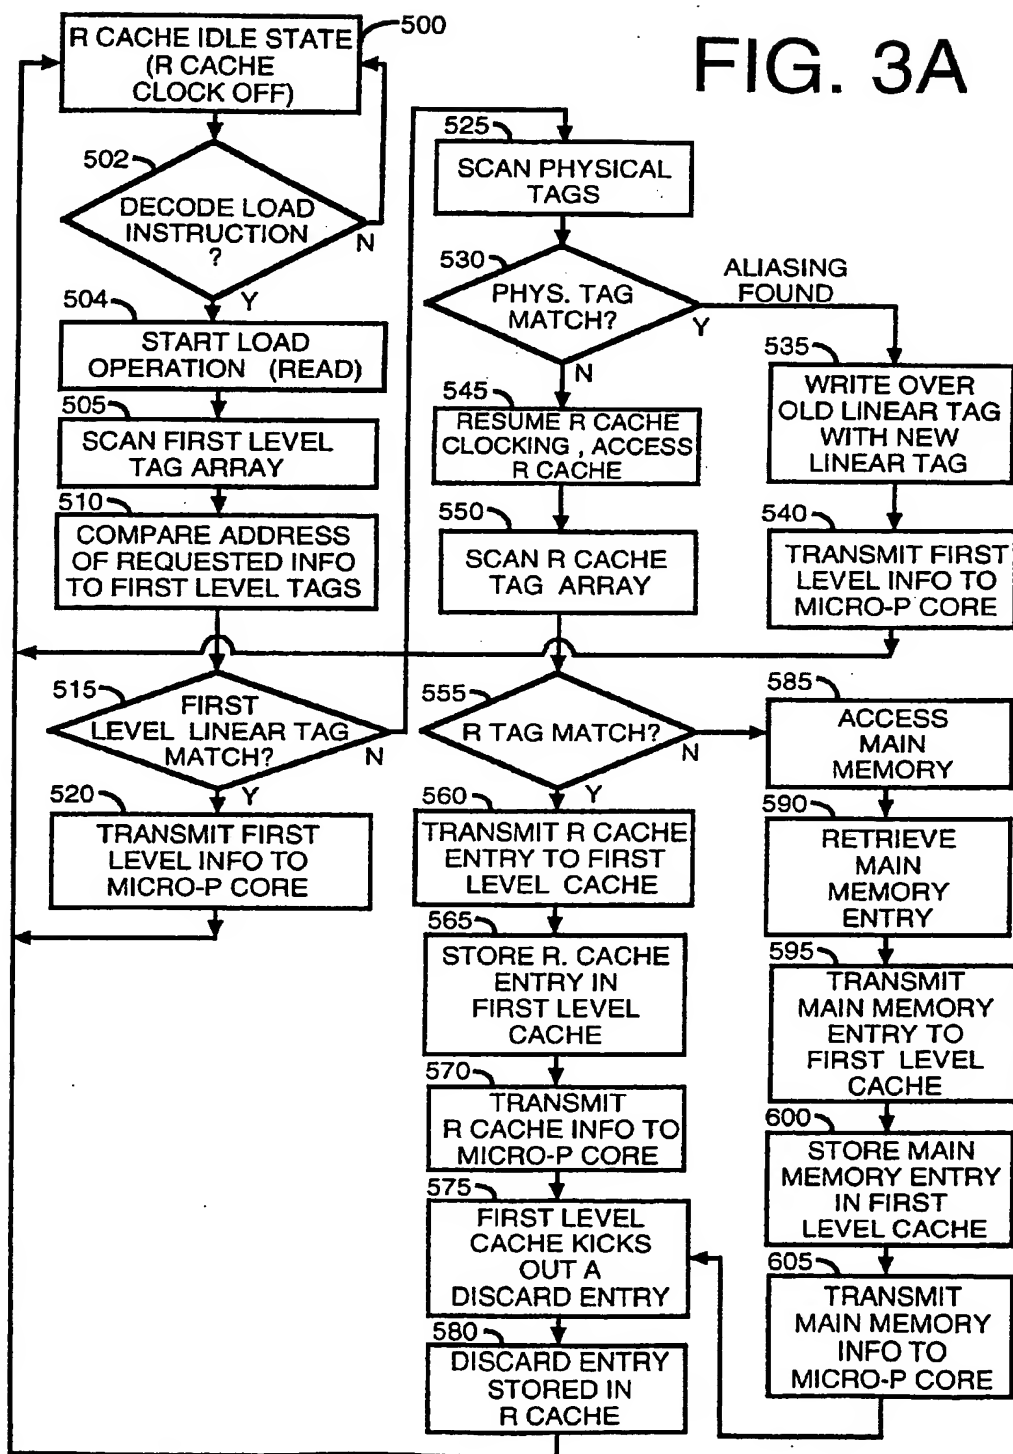 FIG. 3A
500
R CACHE IDLE STATE
(R CACHE
CLOCK OFF)
502
DECODE LOAD
INSTRUCTION
?
N
Y
504
START LOAD
OPERATION (READ)
505
SCAN FIRST LEVEL
TAG ARRAY
510
COMPARE ADDRESS
OF REQUESTED INFO
TO FIRST LEVEL TAGS
515
FIRST
LEVEL LINEAR TAG
MATCH?
N
Y
520
TRANSMIT FIRST
LEVEL INFO TO
MICRO-P CORE
525
SCAN PHYSICAL
TAGS
530
PHYS. TAG
MATCH?
ALIASING
FOUND
Y
N
535
WRITE OVER
OLD LINEAR TAG
WITH NEW
LINEAR TAG
540
TRANSMIT FIRST
LEVEL INFO TO
MICRO-P CORE
545
RESUME R CACHE
CLOCKING , ACCESS
R CACHE
550
SCAN R CACHE
TAG ARRAY
555
R TAG MATCH?
N
Y
560
TRANSMIT R CACHE
ENTRY TO FIRST
LEVEL CACHE
565
STORE R. CACHE
ENTRY IN
FIRST LEVEL
CACHE
570
TRANSMIT
R CACHE INFO TO
MICRO-P CORE
575
FIRST LEVEL
CACHE KICKS
OUT A
DISCARD ENTRY
580
DISCARD ENTRY
STORED IN
R CACHE
585
ACCESS
MAIN
MEMORY
590
RETRIEVE
MAIN
MEMORY
ENTRY
595
TRANSMIT
MAIN MEMORY
ENTRY TO
FIRST LEVEL
CACHE
600
STORE MAIN
MEMORY ENTRY
IN FIRST
LEVEL CACHE
605
TRANSMIT
MAIN MEMORY
INFO TO
MICRO-P CORE